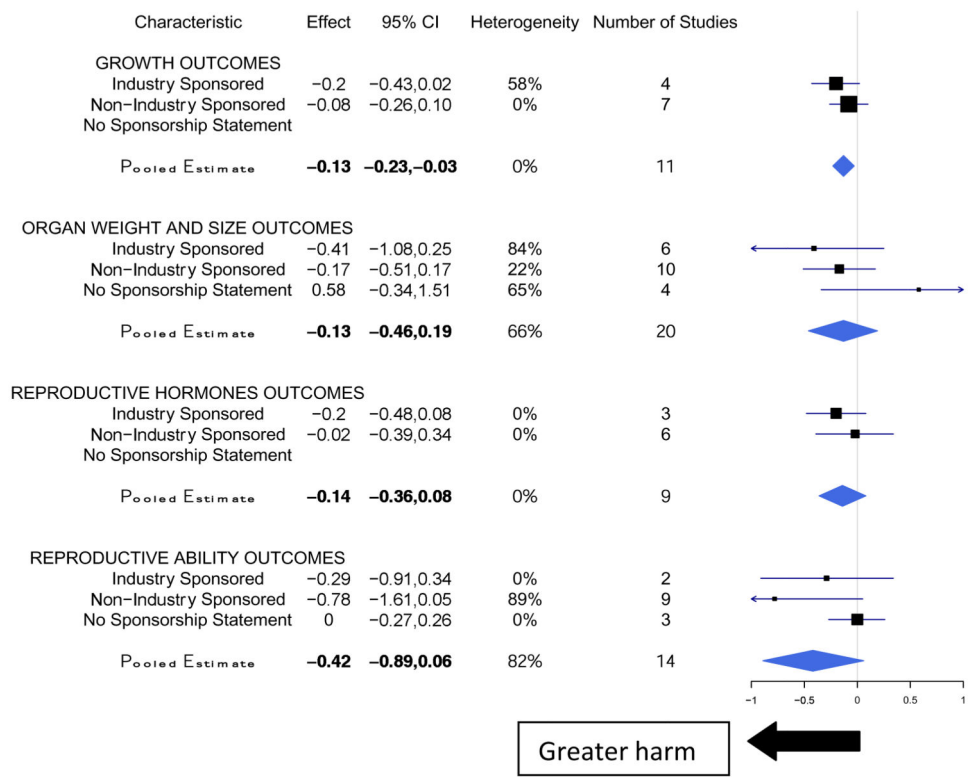 Characteristic Effect 95% CI Heterogeneity Number of Studies
GROWTH OUTCOMES
Industry Sponsored −0.2 −0.43,0.02 58% 4
Non−Industry Sponsored −0.08 −0.26,0.10 0% 7
No Sponsorship Statement
Pooled Estimate −0.13 −0.23,−0.03 0% 11
ORGAN WEIGHT AND SIZE OUTCOMES
Industry Sponsored −0.41 −1.08,0.25 84% 6
Non−Industry Sponsored −0.17 −0.51,0.17 22% 10
No Sponsorship Statement 0.58 −0.34,1.51 65% 4
Pooled Estimate −0.13 −0.46,0.19 66% 20
REPRODUCTIVE HORMONES OUTCOMES
Industry Sponsored −0.2 −0.48,0.08 0% 3
Non−Industry Sponsored −0.02 −0.39,0.34 0% 6
No Sponsorship Statement
Pooled Estimate −0.14 −0.36,0.08 0% 9
REPRODUCTIVE ABILITY OUTCOMES
Industry Sponsored −0.29 −0.91,0.34 0% 2
Non−Industry Sponsored −0.78 −1.61,0.05 89% 9
No Sponsorship Statement 0 −0.27,0.26 0% 3
Pooled Estimate −0.42 −0.89,0.06 82% 14
−1 −0.5 0 0.5 1
Greater harm